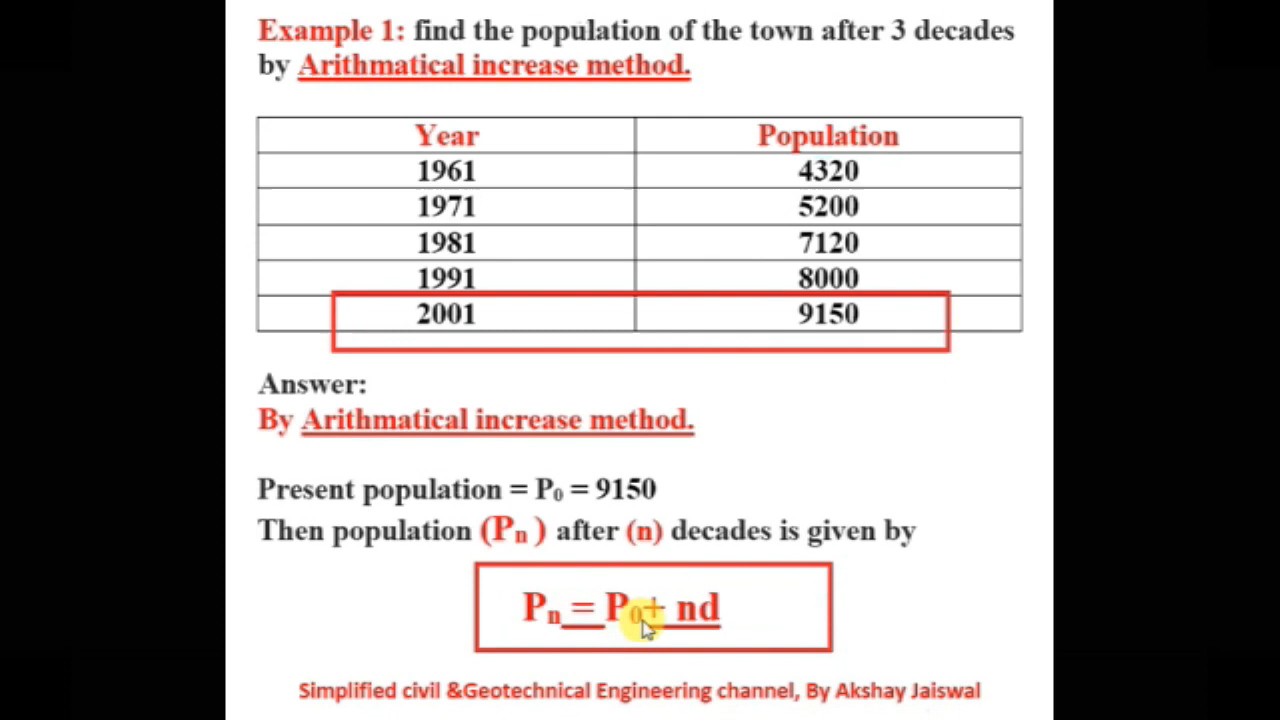 Example 1: find the population of the town after 3 decades
by Arithmatical increase method.
Year Population
1961 4320
1971 5200
1981 7120
1991 8000
2001 9150
Answer:
By Arithmatical increase method.
Present population = P₀ = 9150
Then population (Pₙ ) after (n) decades is given by
Pₙ = P₀+ nd
Simplified civil &Geotechnical Engineering channel, By Akshay Jaiswal